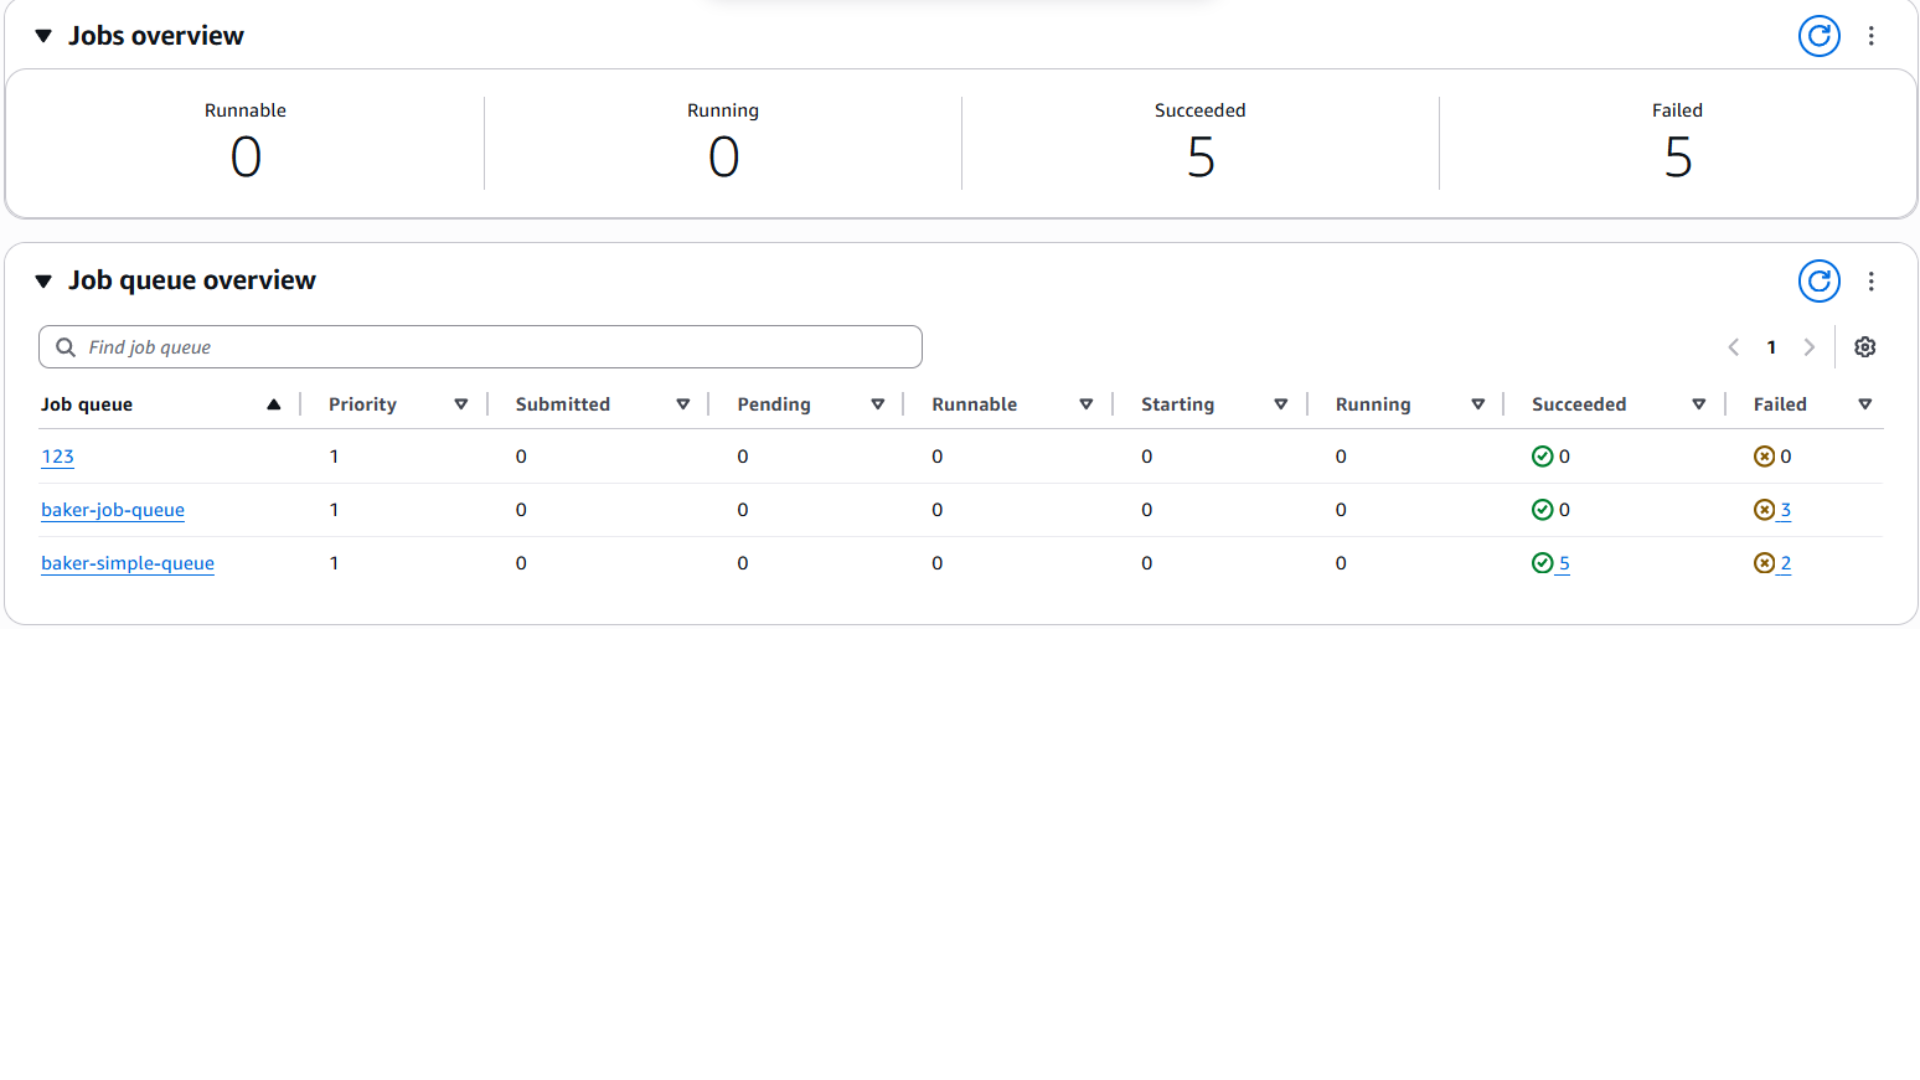 Jobs overview
Runnable Running Succeeded Failed
0 0 5 5
Job queue overview
Find job queue 1
Job queue Priority Submitted Pending Runnable Starting Running Succeeded Failed
123 1 0 0 0 0 0 0 0
baker-job-queue 1 0 0 0 0 0 0 3
baker-simple-queue 1 0 0 0 0 0 5 2